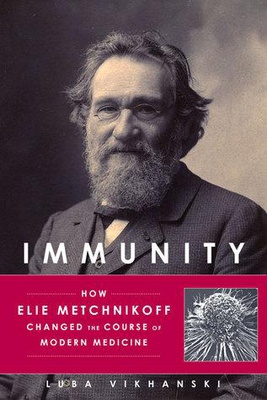 IMMUNITY
HOW
ELIE METCHNIKOFF
CHANGED THE COURSE OF
MODERN MEDICINE
LUBA VIKHANSKI